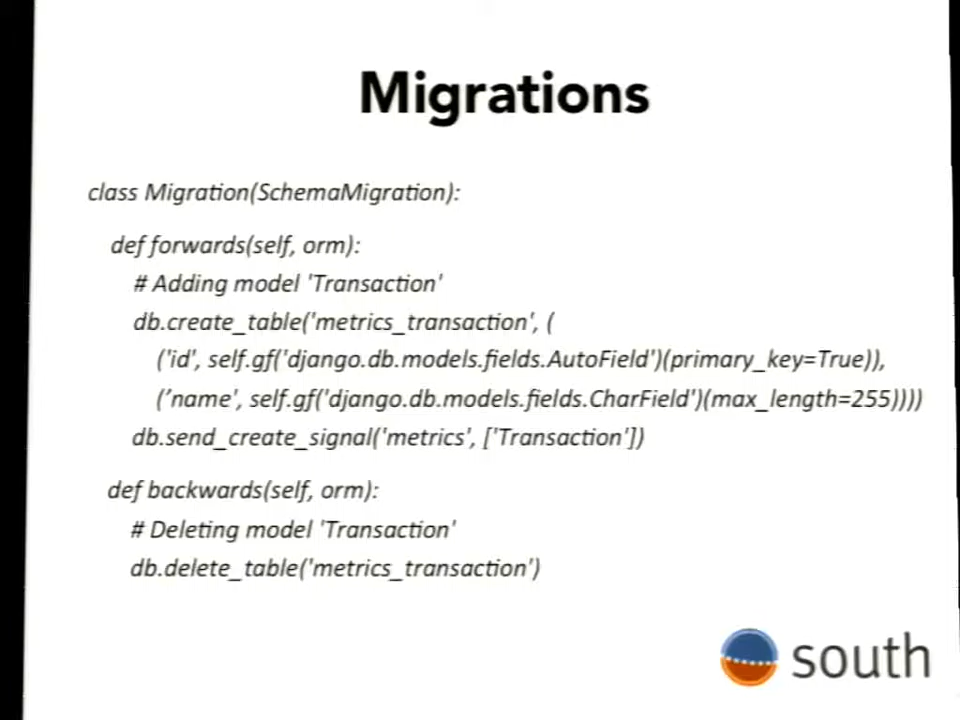 Migrations
class Migration(SchemaMigration):
def forwards(self, orm):
# Adding model 'Transaction'
db.create_table('metrics_transaction', (
('id', self.gf('django.db.models.fields.AutoField')(primary_key=True)),
('name', self.gf('django.db.models.fields.CharField')(max_length=255))))
db.send_create_signal('metrics', ['Transaction'])
def backwards(self, orm):
# Deleting model 'Transaction'
db.delete_table('metrics_transaction')
south